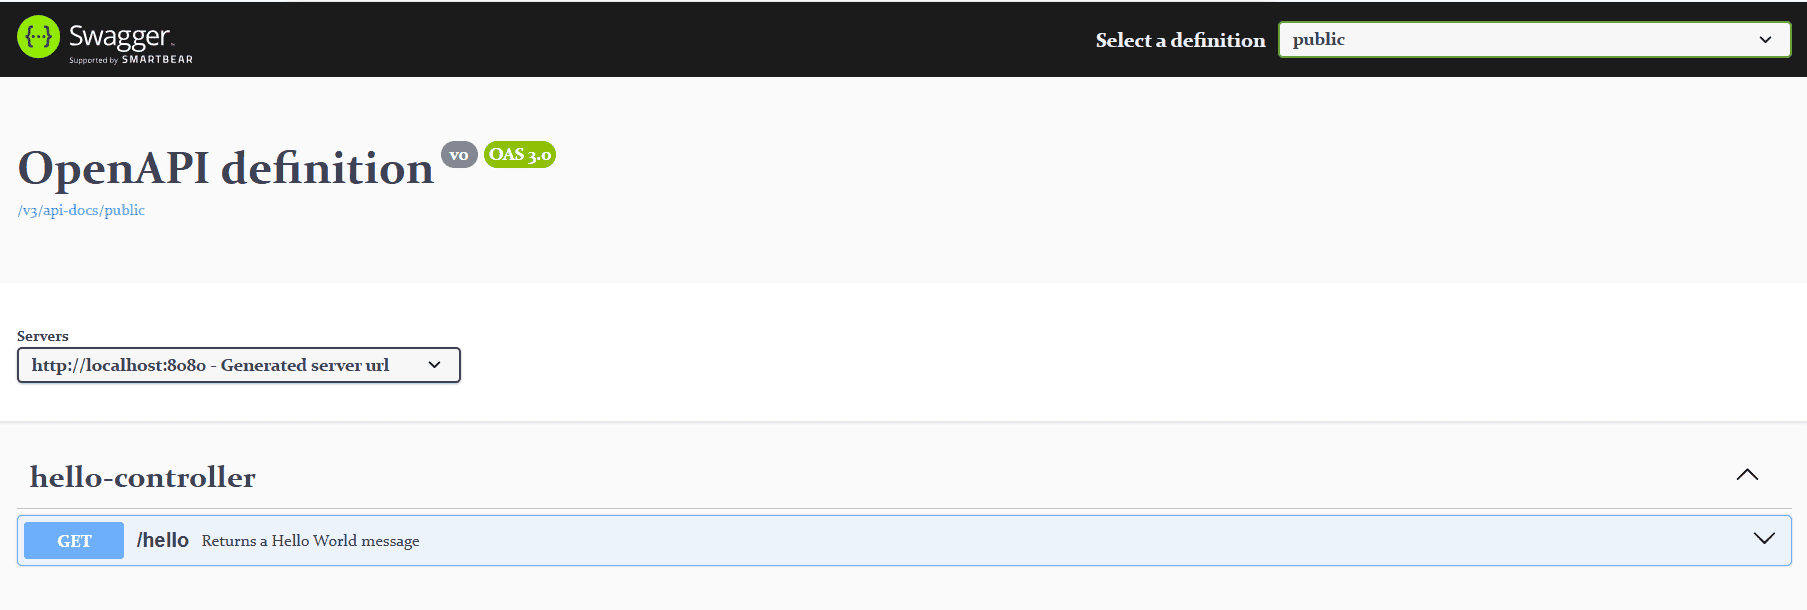 {···} Swagger
Supported by SMARTBEAR
Select a definition public
OpenAPI definition v0 OAS 3.0
/v3/api-docs/public
Servers
http://localhost:8080 - Generated server url
hello-controller
GET /hello Returns a Hello World message